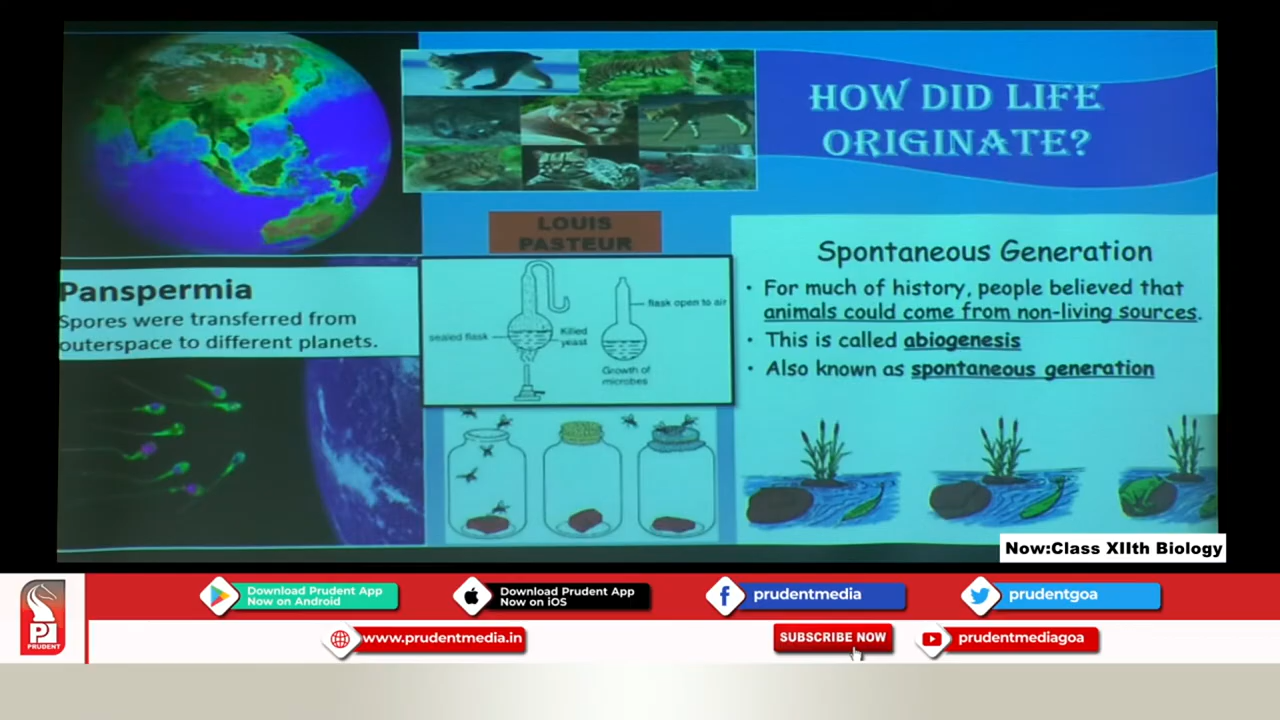 HOW DID LIFE
ORIGINATE?
LOUIS
PASTEUR
Panspermia
Spores were transferred from
outerspace to different planets.
sealed flask
Killed
yeast
flask open to air
Growth of
microbes
Spontaneous Generation
• For much of history, people believed that
animals could come from non-living sources.
• This is called abiogenesis
• Also known as spontaneous generation
Now:Class XIIth Biology
PRUDENT
Download Prudent App
Now on Android
Download Prudent App
Now on iOS
prudentmedia
prudentgoa
www.prudentmedia.in
SUBSCRIBE NOW
prudentmediagoa